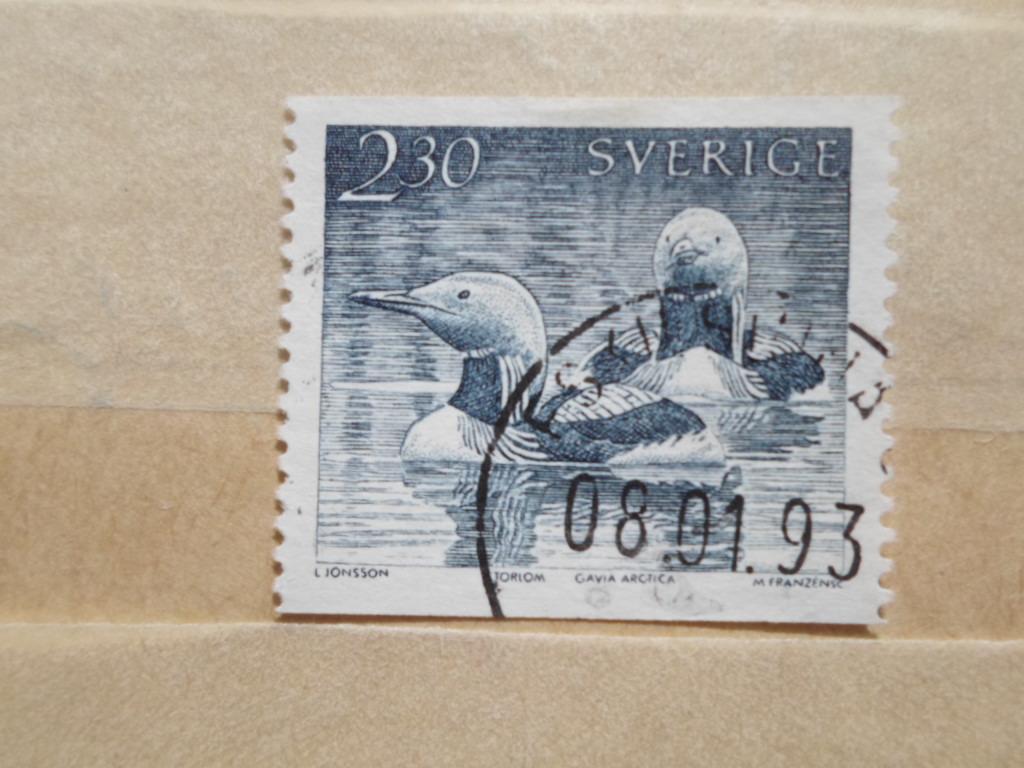 2 30 SVERIGE
08.01.93
L JONSSON STORLOM GAVIA ARCTICA M FRANZÉN SC